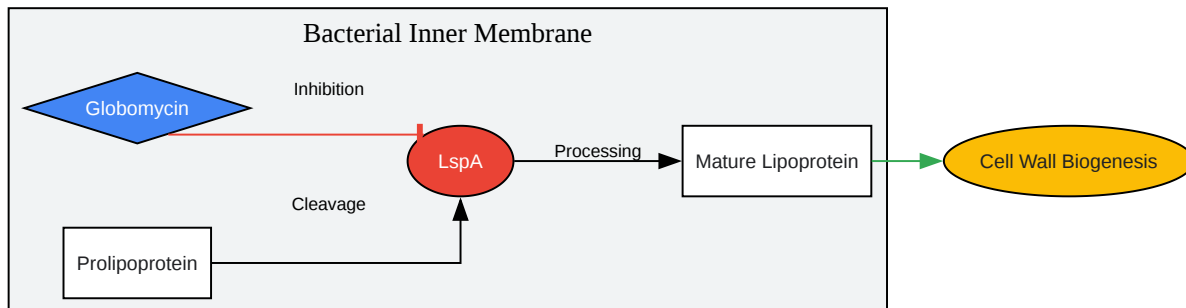 Bacterial Inner Membrane
Inhibition
Globomycin
LspA
Processing
Mature Lipoprotein
Cell Wall Biogenesis
Cleavage
Prolipoprotein